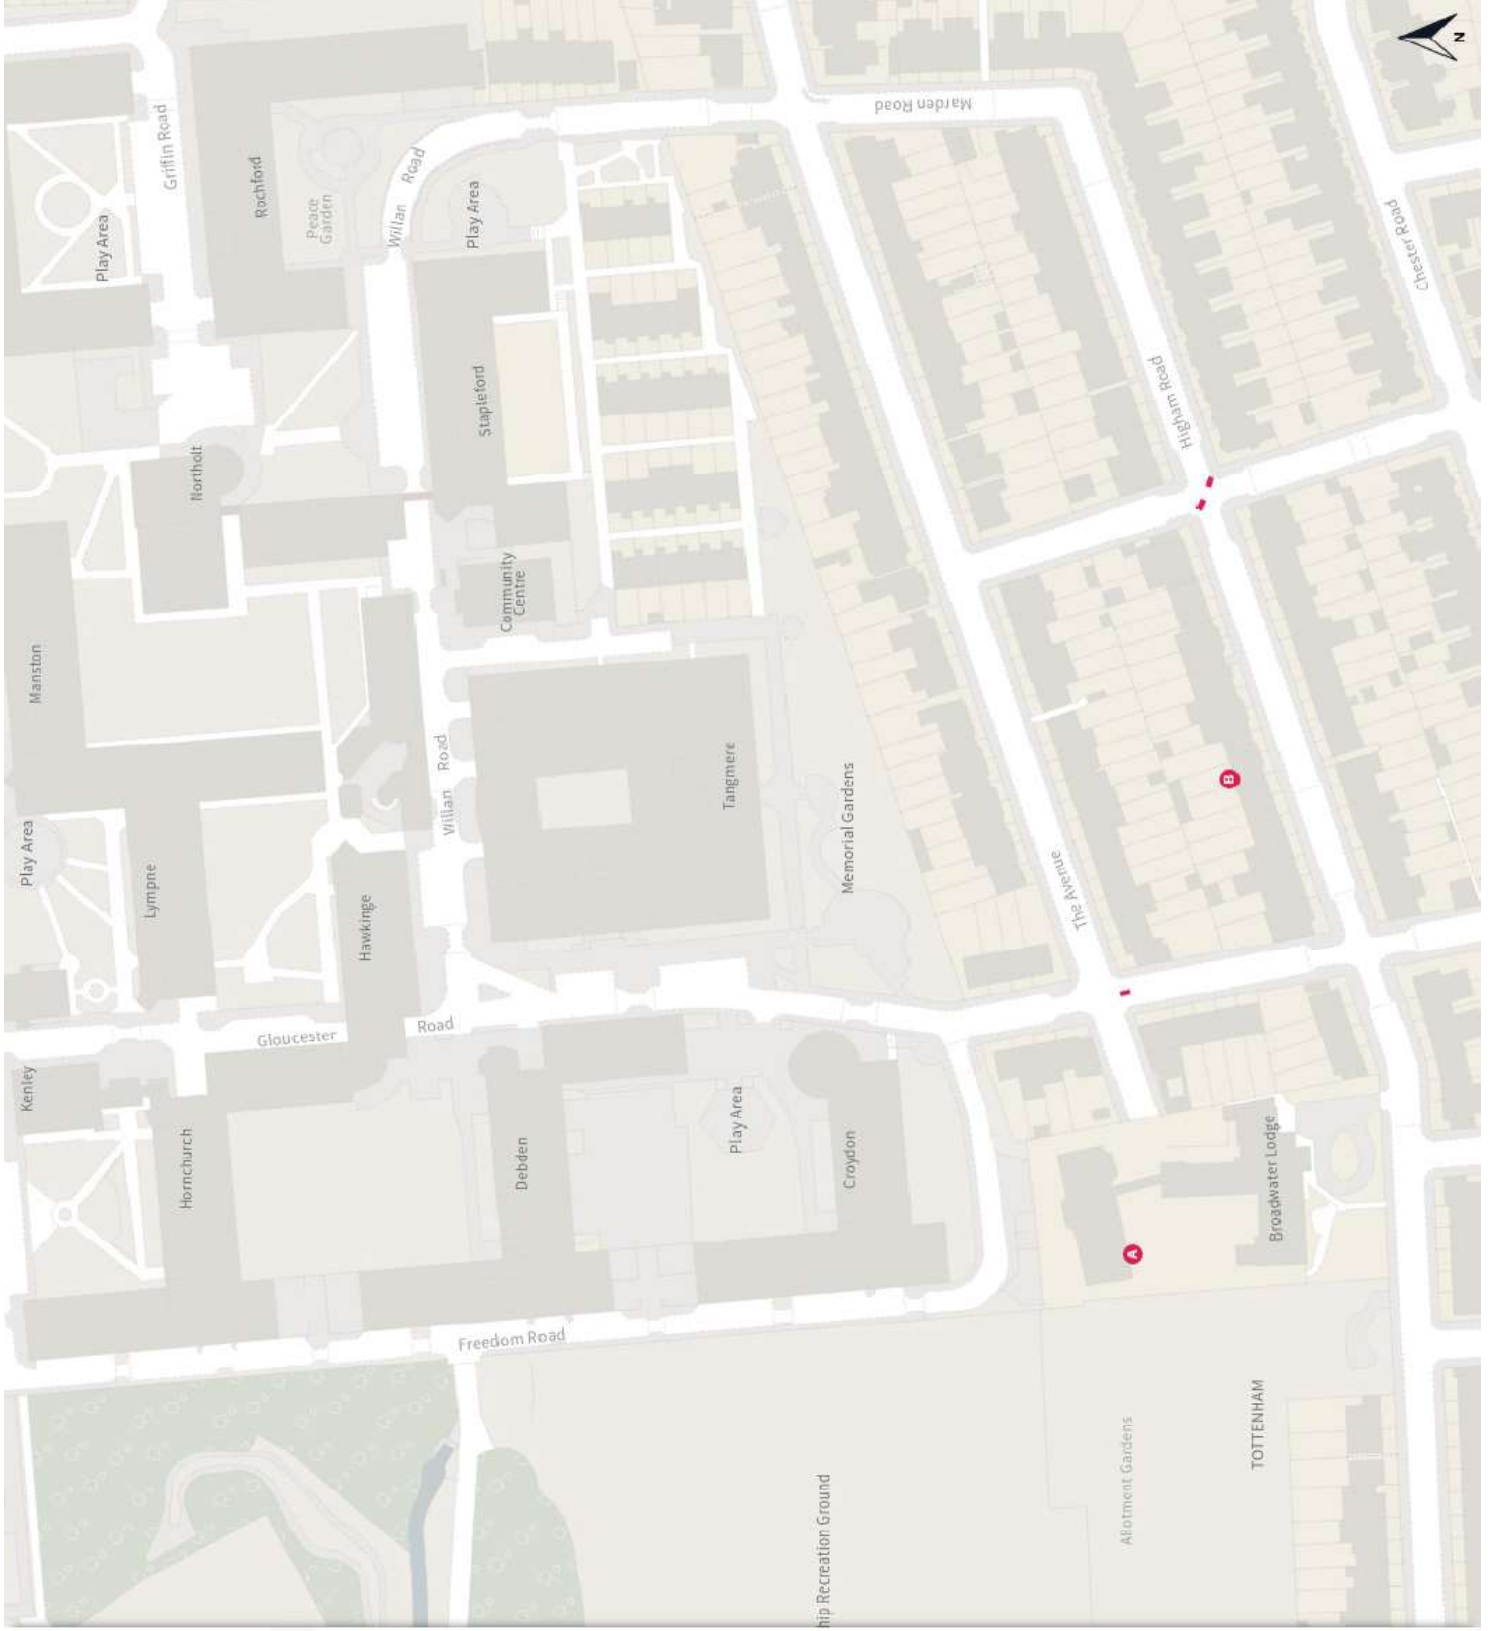 N
Marden Road
Griffin Road
Rochford
Peace
Garden
Willan Road
Play Area
Play Area
Chester Road
Stapleford
Higham Road
Northolt
Community
Centre
Manston
Willan Road
Tangmere
Memorial Gardens
B
Play Area
Lympne
The Avenue
Hawkinge
Gloucester
Road
Kenley
Hornchurch
Debden
Play Area
Croydon
Broadwater Lodge
A
Freedom Road
TOTTENHAM
Allotment Gardens
hip Recreation Ground